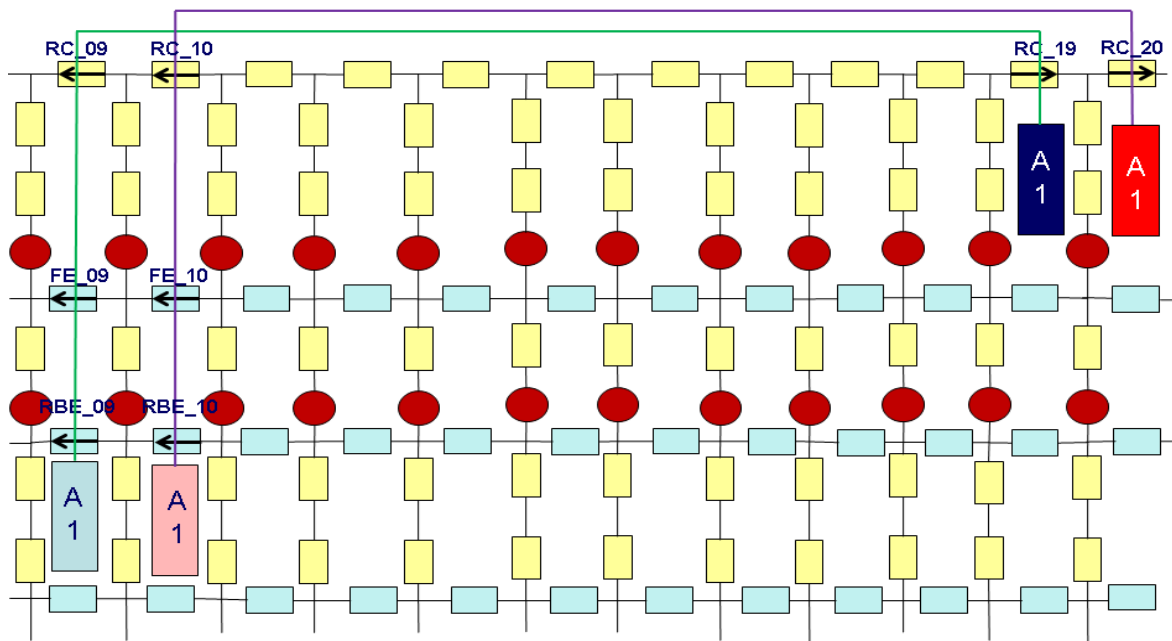 RC_09
RC_10
RC_19
RC_20
A
1
A
1
FE_09
FE_10
RBE_09
RBE_10
A
1
A
1